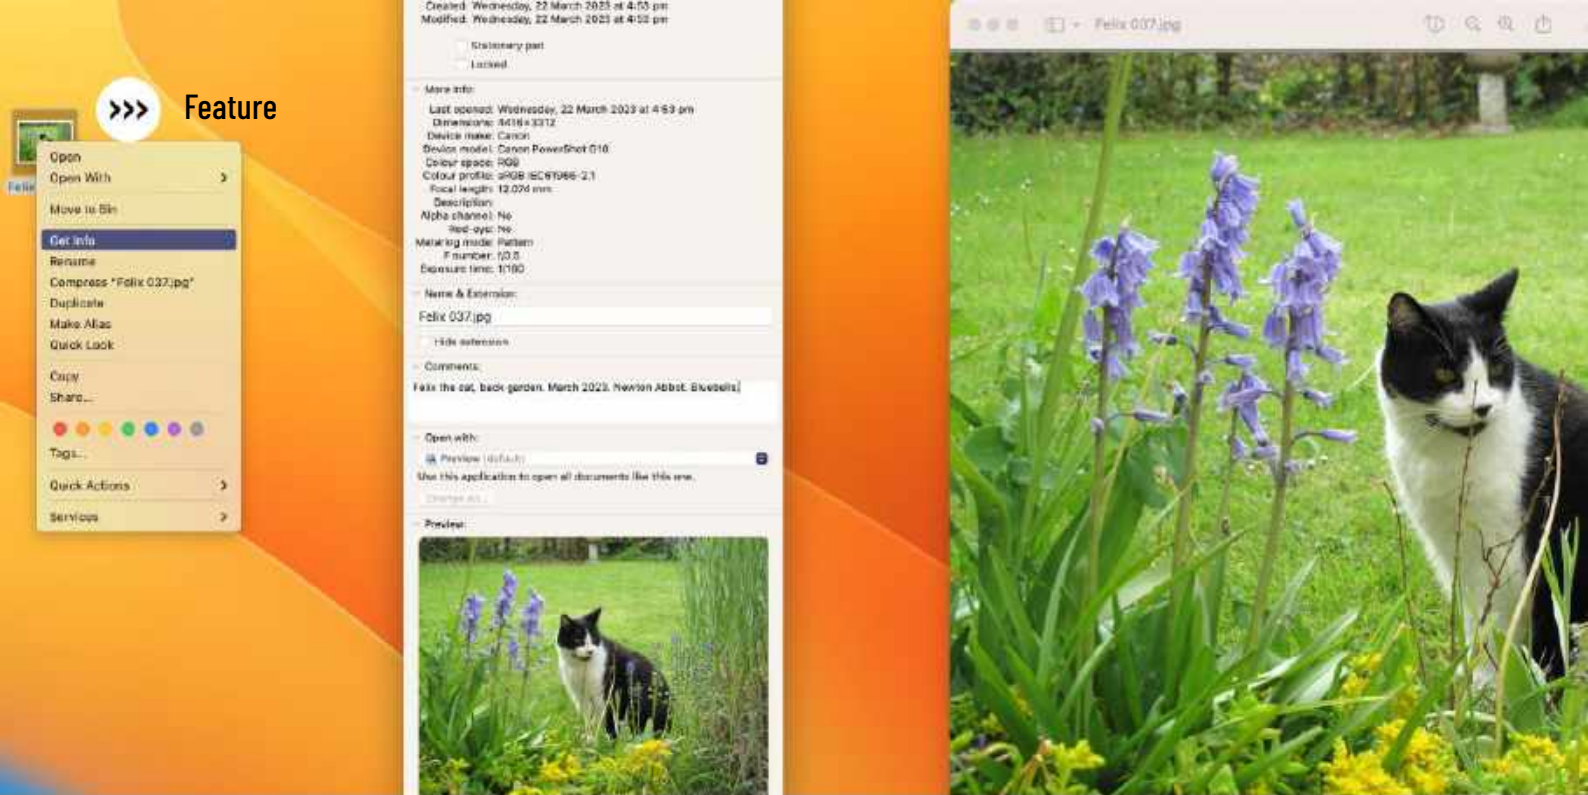 Feature
Open
Open With
Move to Bin
Get Info
Rename
Compress "Felix 037.jpg"
Duplicate
Make Alias
Quick Look
Copy
Share...
Tags...
Quick Actions
Services
Created: Wednesday, 22 March 2023 at 4:53 pm
Modified: Wednesday, 22 March 2023 at 4:53 pm
Stationery pad
Locked
More Info:
Last opened: Wednesday, 22 March 2023 at 4:53 pm
Dimensions: 4416×3312
Device make: Canon
Device model: Canon PowerShot G10
Colour space: RGB
Colour profile: sRGB IEC61966-2.1
Focal length: 12.074 mm
Description:
Alpha channel: No
Red-eye: No
Metering mode: Pattern
F number:
Exposure time: 1/160
Name & Extension:
Felix 037.jpg
Hide extension
Comments:
Felix the cat, back garden. March 2023. Newton Abbot. Bluebells.
Open with:
Preview (default)
Use this application to open all documents like this one.
Change All...
Preview:
Felix 037.jpg